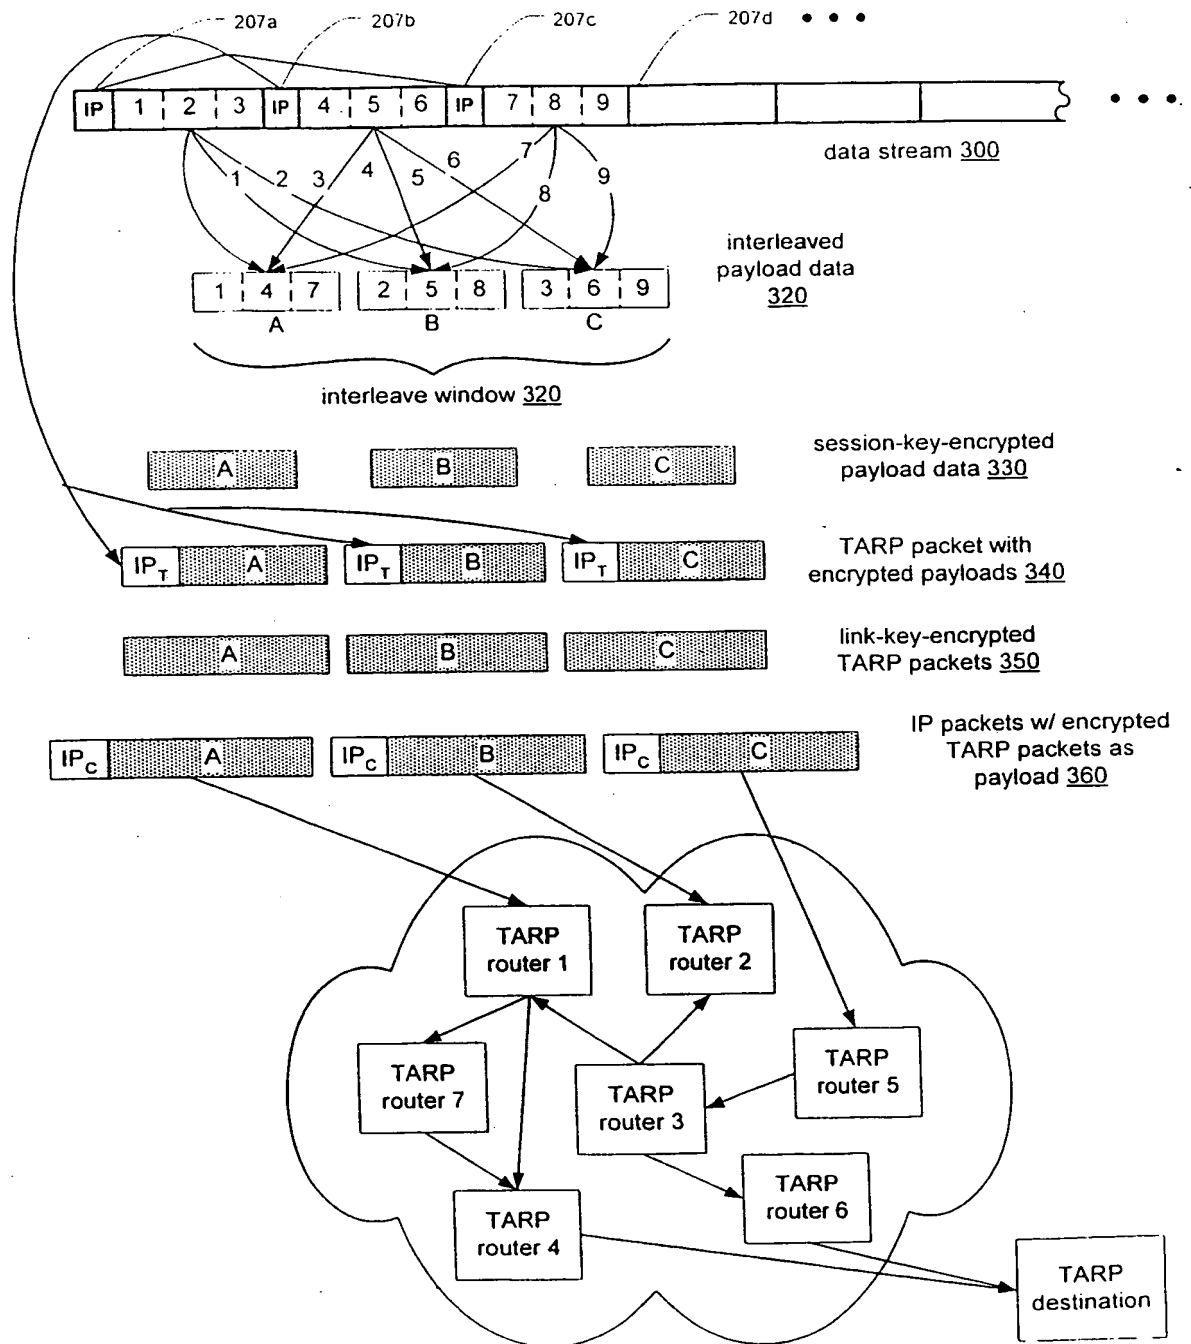 207a 207b 207c 207d • • •
IP 1 2 3 IP 4 5 6 IP 7 8 9 • • •
data stream 300
1 2 3 4 5 6 7 8 9
interleaved
payload data
320
1 4 7 2 5 8 3 6 9
A B C
interleave window 320
session-key-encrypted
payload data 330
A B C
TARP packet with
encrypted payloads 340
IPT A IPT B IPT C
link-key-encrypted
TARP packets 350
A B C
IP packets w/ encrypted
TARP packets as
payload 360
IPC A IPC B IPC C
TARP
router 1
TARP
router 2
TARP
router 7
TARP
router 3
TARP
router 5
TARP
router 4
TARP
router 6
TARP
destination